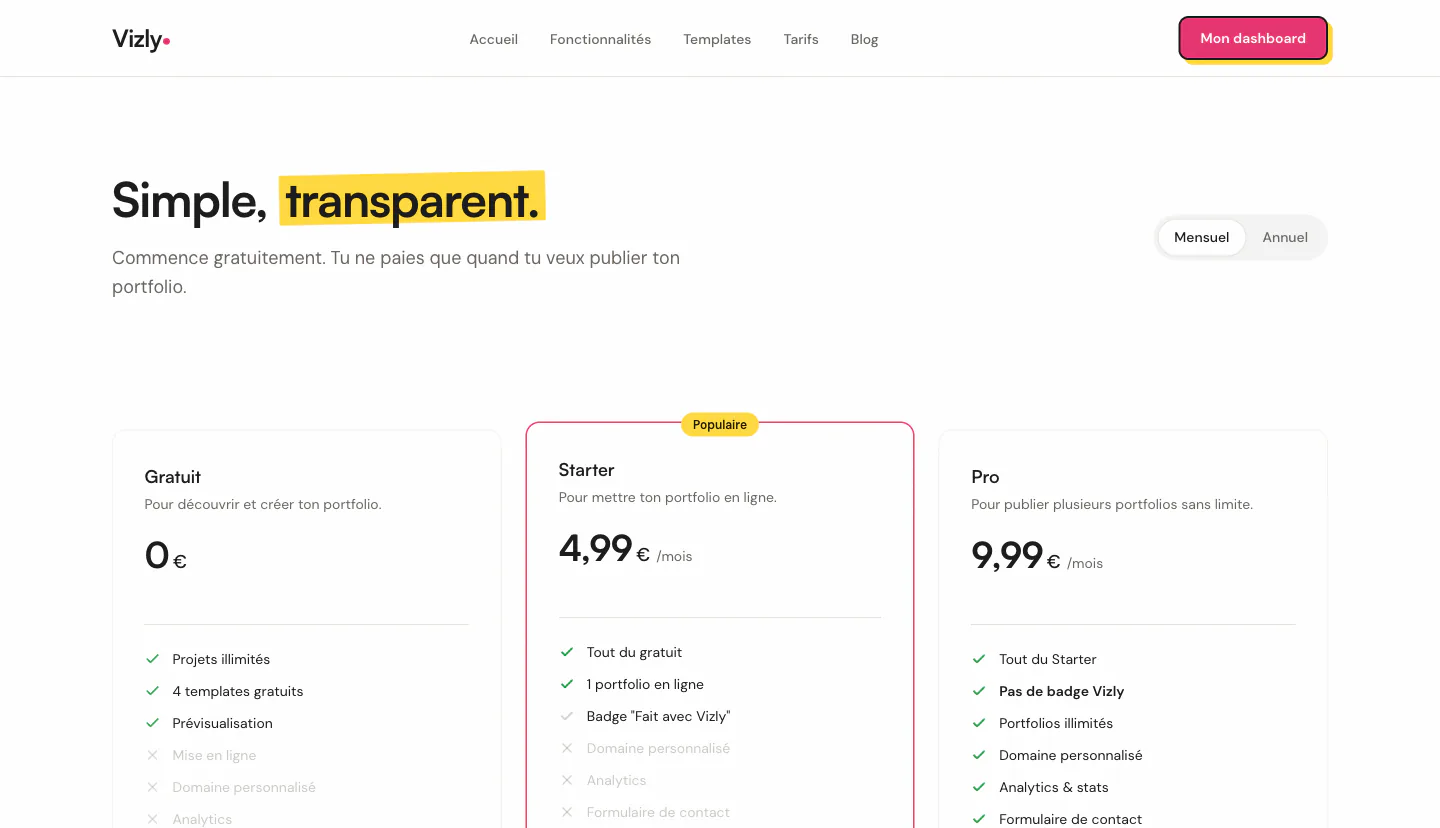 Vizly
Accueil
Fonctionnalités
Templates
Tarifs
Blog
Mon dashboard
Simple, transparent.
Commence gratuitement. Tu ne paies que quand tu veux publier ton
portfolio.
Mensuel
Annuel
Gratuit
Pour découvrir et créer ton portfolio.
0 €
Projets illimités
4 templates gratuits
Prévisualisation
Mise en ligne
Domaine personnalisé
Analytics
Populaire
Starter
Pour mettre ton portfolio en ligne.
4,99 € /mois
Tout du gratuit
1 portfolio en ligne
Badge "Fait avec Vizly"
Domaine personnalisé
Analytics
Formulaire de contact
Pro
Pour publier plusieurs portfolios sans limite.
9,99 € /mois
Tout du Starter
Pas de badge Vizly
Portfolios illimités
Domaine personnalisé
Analytics & stats
Formulaire de contact